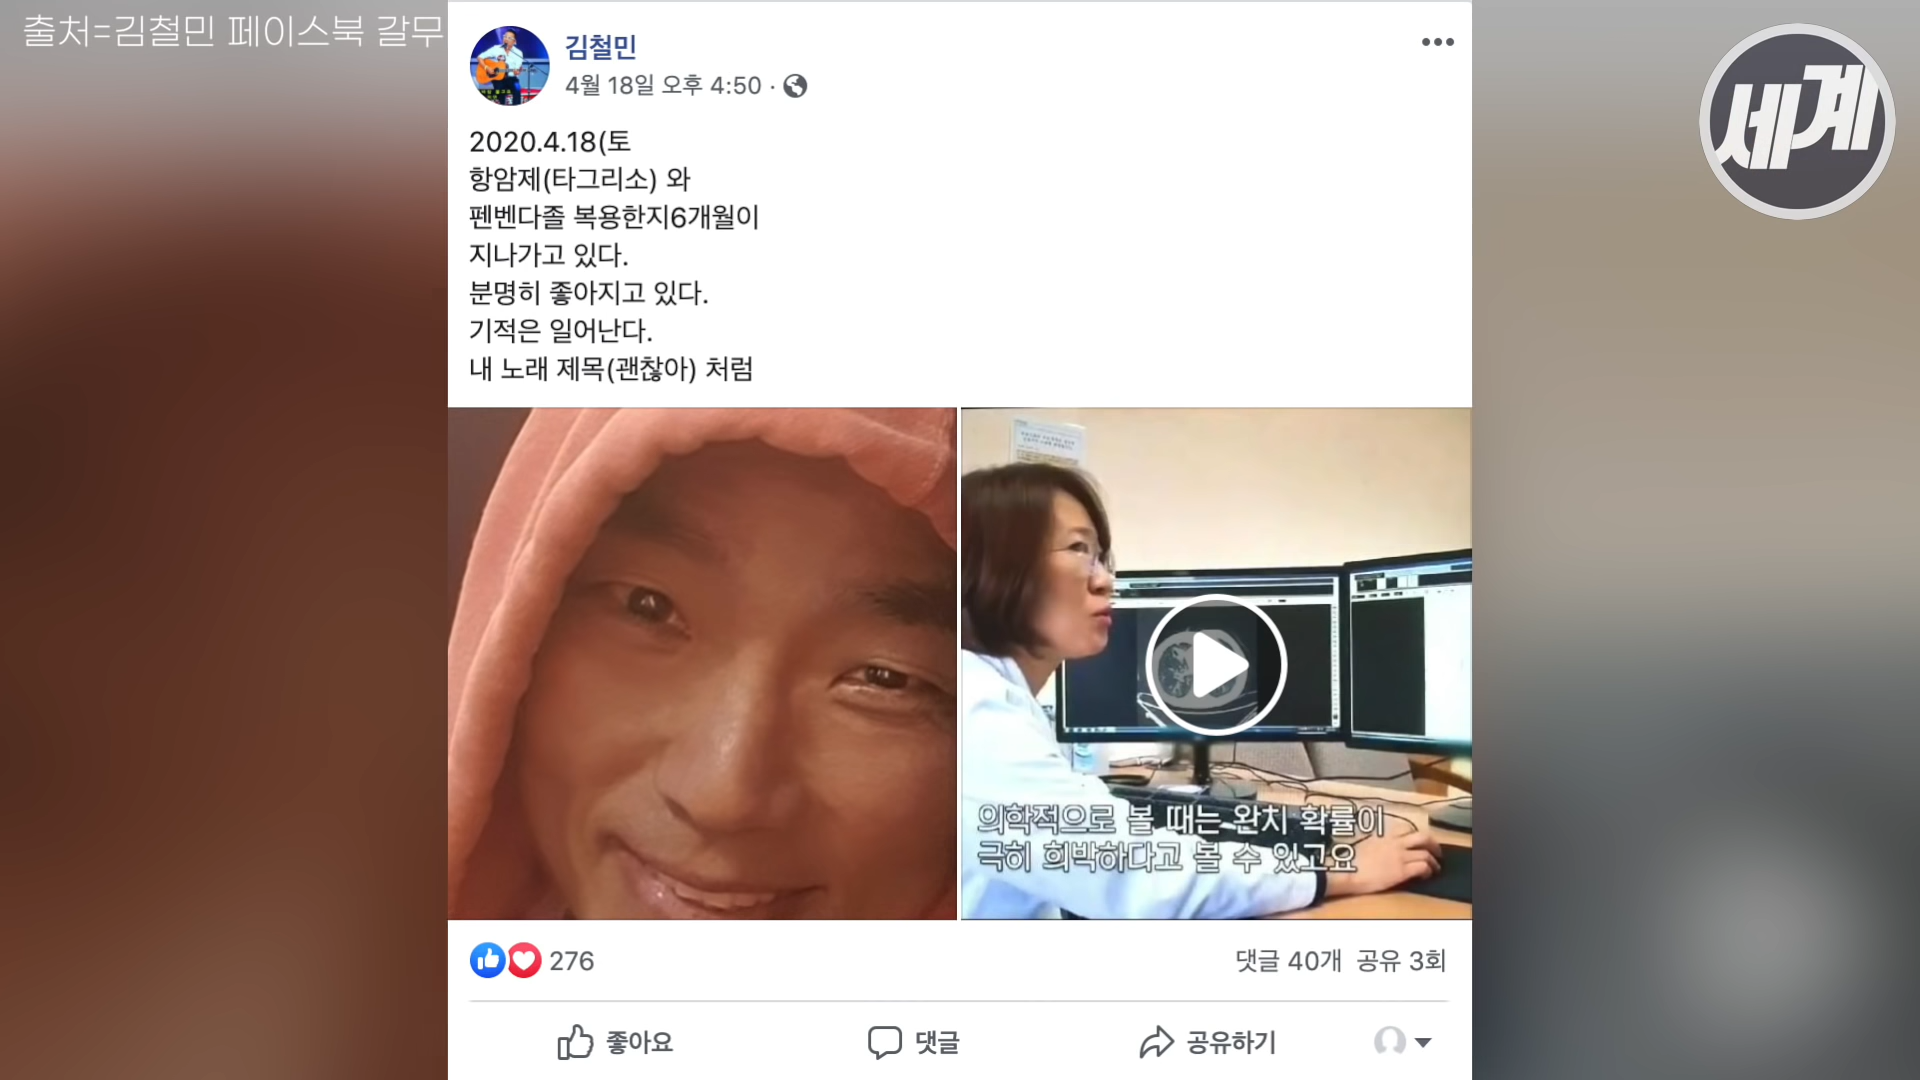 출처=김철민 페이스북 갈무
세계
김철민
4월 18일 오후 4:50 ·
2020.4.18(토
항암제(타그리소) 와
펜벤다졸 복용한지6개월이
지나가고 있다.
분명히 좋아지고 있다.
기적은 일어난다.
내 노래 제목(괜찮아) 처럼
의학적으로 볼 때는 완치 확률이
극히 희박하다고 볼 수 있고요
276
댓글 40개 공유 3회
좋아요
댓글
공유하기